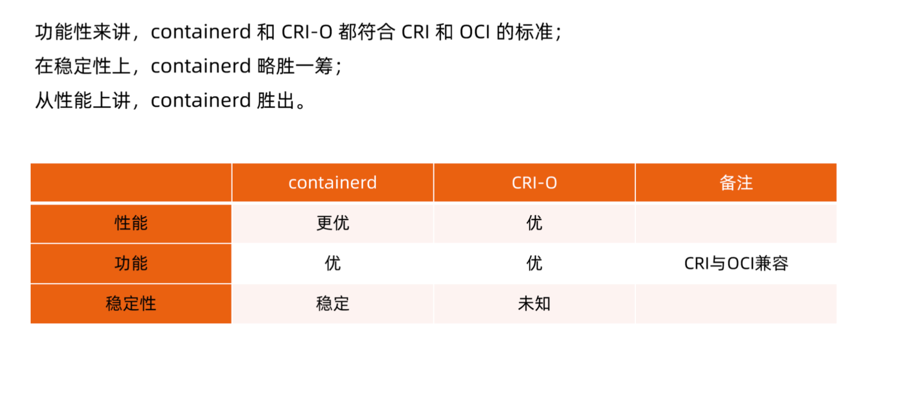 功能性来讲，containerd 和 CRI-O 都符合 CRI 和 OCI 的标准；
在稳定性上，containerd 略胜一筹；
从性能上讲，containerd 胜出。
containerd CRI-O 备注
性能 更优 优
功能 优 优 CRI与OCI兼容
稳定性 稳定 未知